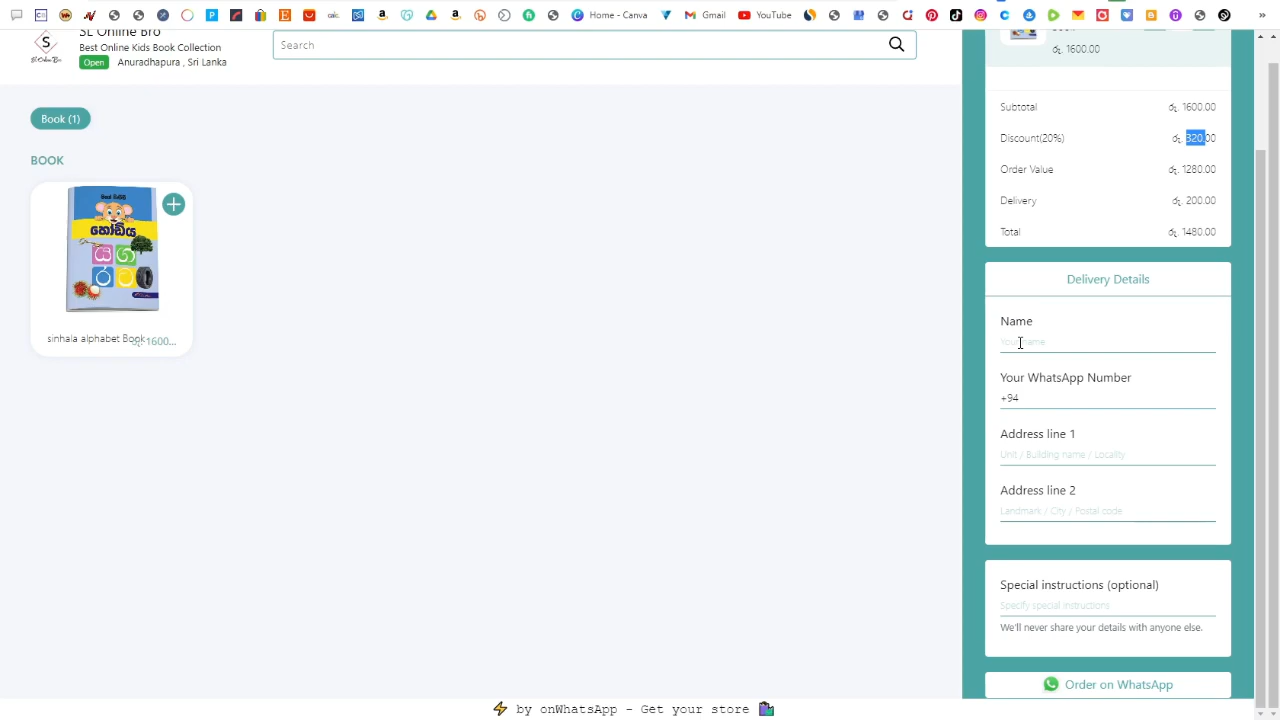 Home - Canva
Gmail
YouTube
SL Online Bro
Best Online Kids Book Collection
Open Anuradhapura , Sri Lanka
Search
Book (1)
BOOK
හෝඩිය
ය ග
ර ට
sinhala alphabet Book
රු. 1600...
රු. 1600.00
Subtotal රු. 1600.00
Discount(20%) රු. 320.00
Order Value රු. 1280.00
Delivery රු. 200.00
Total රු. 1480.00
Delivery Details
Name
Your name
Your WhatsApp Number
+94
Address line 1
Unit / Building name / Locality
Address line 2
Landmark / City / Postal code
Special instructions (optional)
Specify special instructions
We'll never share your details with anyone else.
Order on WhatsApp
⚡ by onWhatsApp - Get your store 🛍️